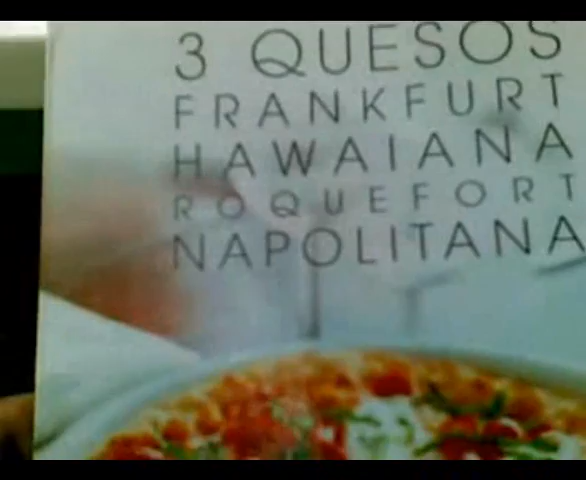 3 QUESOS
FRANKFURT
HAWAIANA
ROQUEFORT
NAPOLITANA